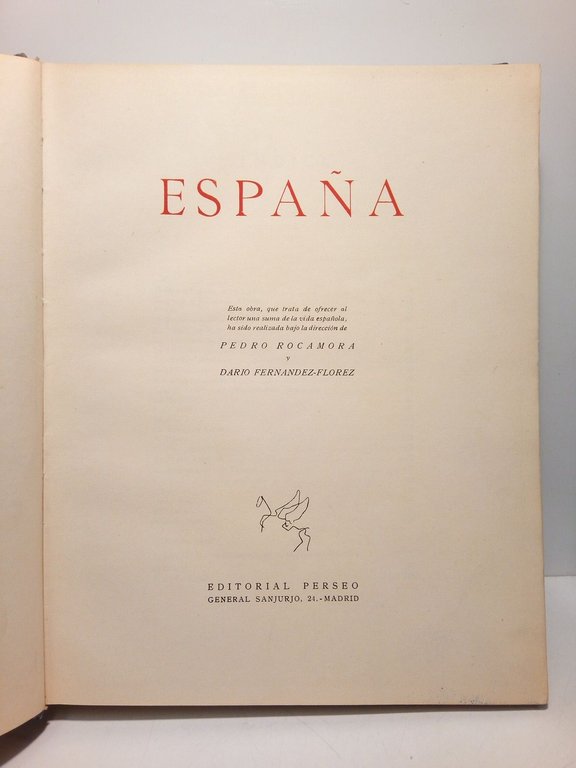 ESPAÑA
Esta obra, que trata de ofrecer al
lector una suma de la vida española,
ha sido realizada bajo la dirección de
PEDRO ROCAMORA
y
DARIO FERNANDEZ-FLOREZ
EDITORIAL PERSEO
GENERAL SANJURJO, 24.-MADRID